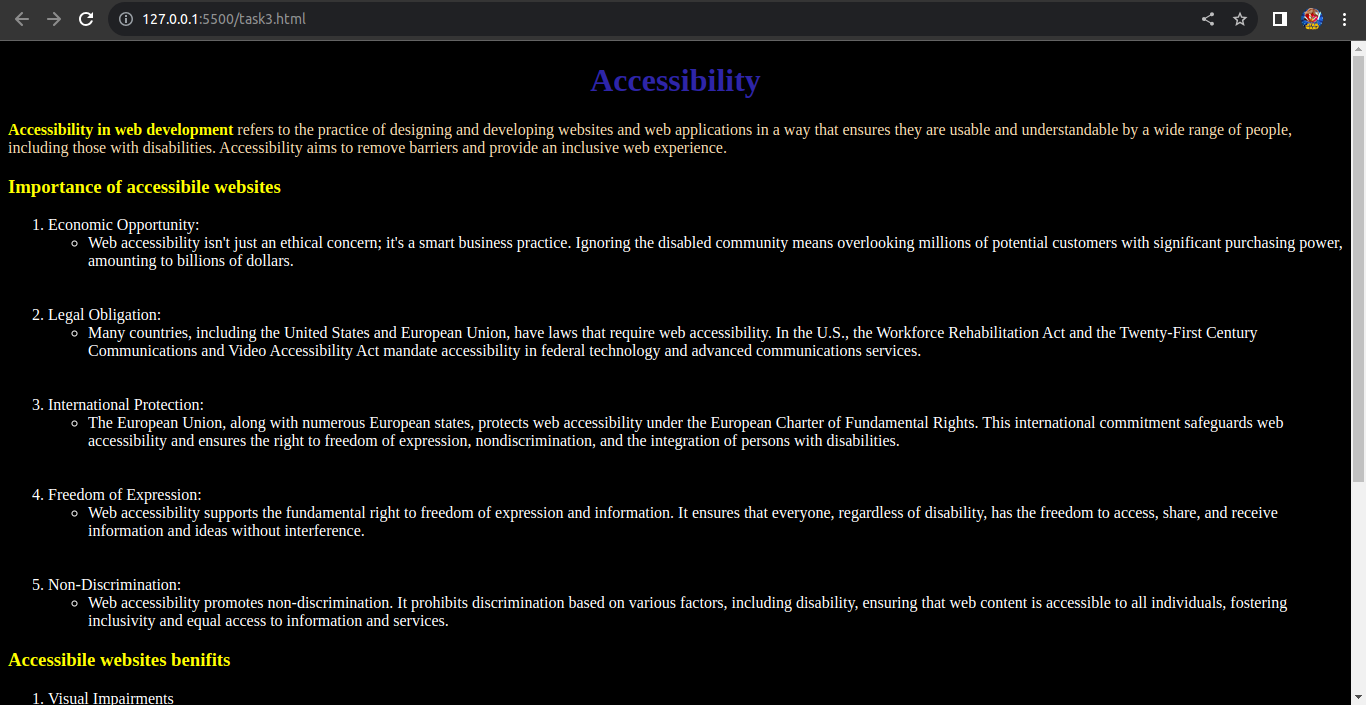 127.0.0.1:5500/task3.html
Accessibility
Accessibility in web development refers to the practice of designing and developing websites and web applications in a way that ensures they are usable and understandable by a wide range of people,
including those with disabilities. Accessibility aims to remove barriers and provide an inclusive web experience.
Importance of accessibile websites
1. Economic Opportunity:
Web accessibility isn't just an ethical concern; it's a smart business practice. Ignoring the disabled community means overlooking millions of potential customers with significant purchasing power,
amounting to billions of dollars.
2. Legal Obligation:
Many countries, including the United States and European Union, have laws that require web accessibility. In the U.S., the Workforce Rehabilitation Act and the Twenty-First Century
Communications and Video Accessibility Act mandate accessibility in federal technology and advanced communications services.
3. International Protection:
The European Union, along with numerous European states, protects web accessibility under the European Charter of Fundamental Rights. This international commitment safeguards web
accessibility and ensures the right to freedom of expression, nondiscrimination, and the integration of persons with disabilities.
4. Freedom of Expression:
Web accessibility supports the fundamental right to freedom of expression and information. It ensures that everyone, regardless of disability, has the freedom to access, share, and receive
information and ideas without interference.
5. Non-Discrimination:
Web accessibility promotes non-discrimination. It prohibits discrimination based on various factors, including disability, ensuring that web content is accessible to all individuals, fostering
inclusivity and equal access to information and services.
Accessibile websites benifits
1. Visual Impairments